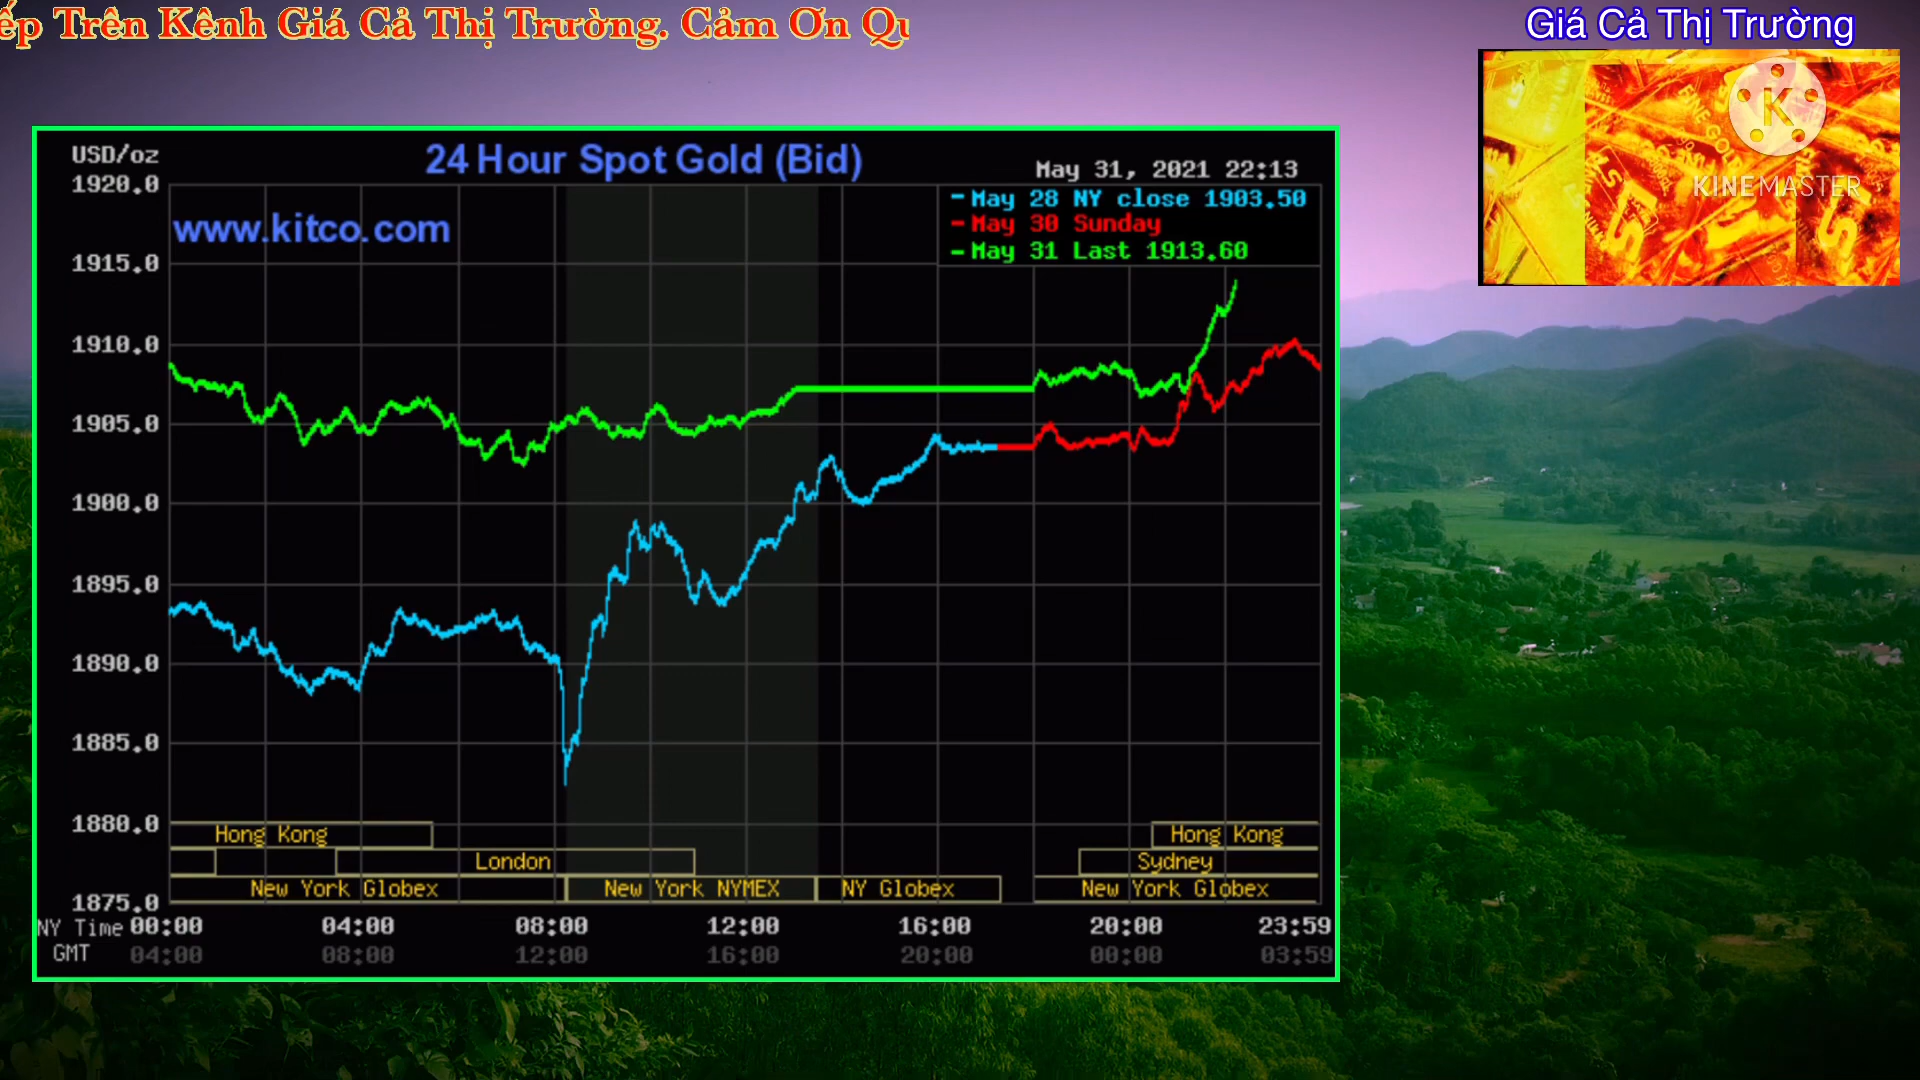 ếp Trên Kênh Giá Cả Thị Trường. Cảm Ơn Qu
Giá Cả Thị Trường
KINEMASTER
USD/oz
24 Hour Spot Gold (Bid)
May 31, 2021 22:13
www.kitco.com
May 28 NY close 1903.50
May 30 Sunday
May 31 Last 1913.60
1920.0
1915.0
1910.0
1905.0
1900.0
1895.0
1890.0
1885.0
1880.0
1875.0
Hong Kong
Hong Kong
London
Sydney
New York Globex
New York NYMEX
NY Globex
New York Globex
NY Time 00:00 04:00 08:00 12:00 16:00 20:00 23:59
GMT 04:00 08:00 12:00 16:00 20:00 00:00 03:59